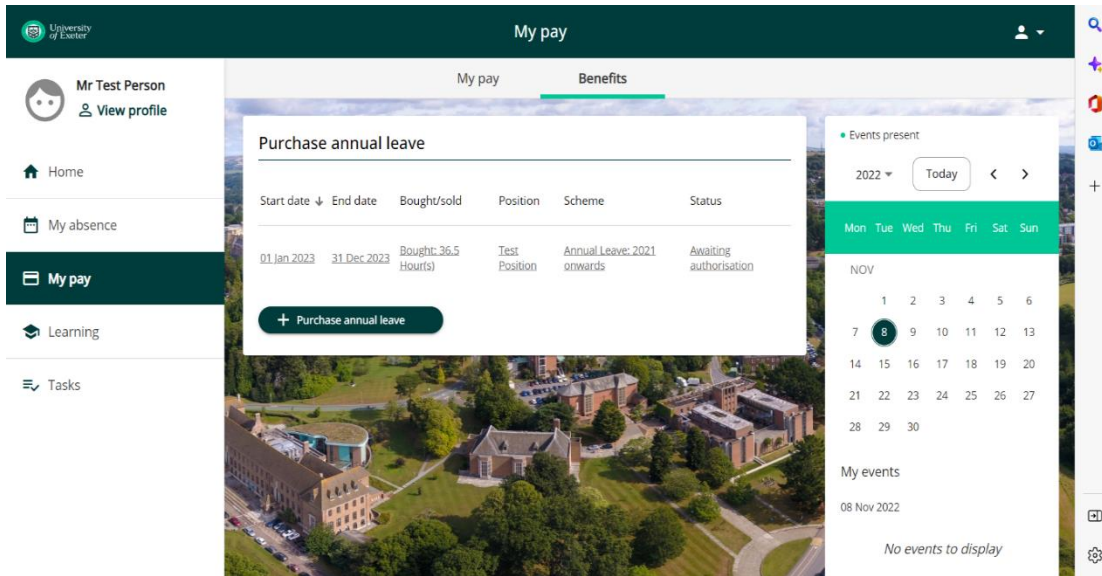 University
of Exeter
My pay
Mr Test Person
View profile
Home
My absence
My pay
Learning
Tasks
My pay Benefits
Purchase annual leave
Start date End date Bought/sold Position Scheme Status
01 Jan 2023 31 Dec 2023 Bought: 36.5 Hour(s) Test Position Annual Leave: 2021 onwards Awaiting authorisation
+ Purchase annual leave
Events present
2022 Today
Mon Tue Wed Thu Fri Sat Sun
NOV
1 2 3 4 5 6
7 8 9 10 11 12 13
14 15 16 17 18 19 20
21 22 23 24 25 26 27
28 29 30
My events
08 Nov 2022
No events to display